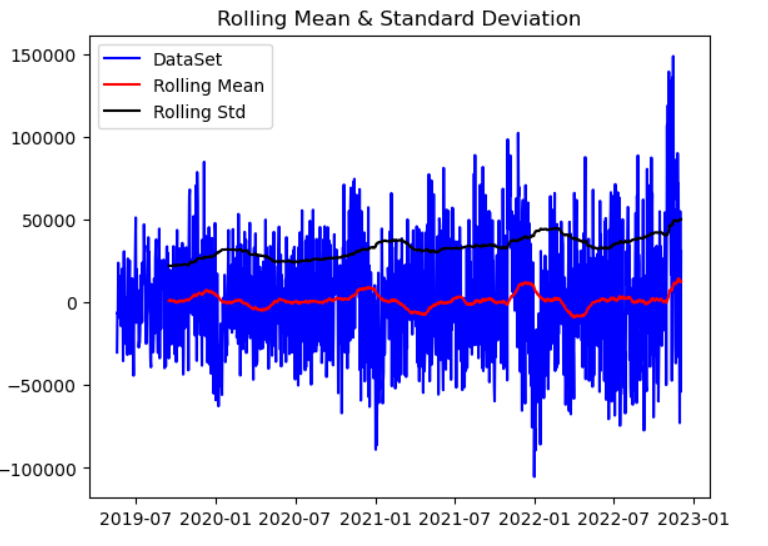 Rolling Mean & Standard Deviation
DataSet
Rolling Mean
Rolling Std
150000
100000
50000
0
−50000
−100000
2019-07 2020-01 2020-07 2021-01 2021-07 2022-01 2022-07 2023-01